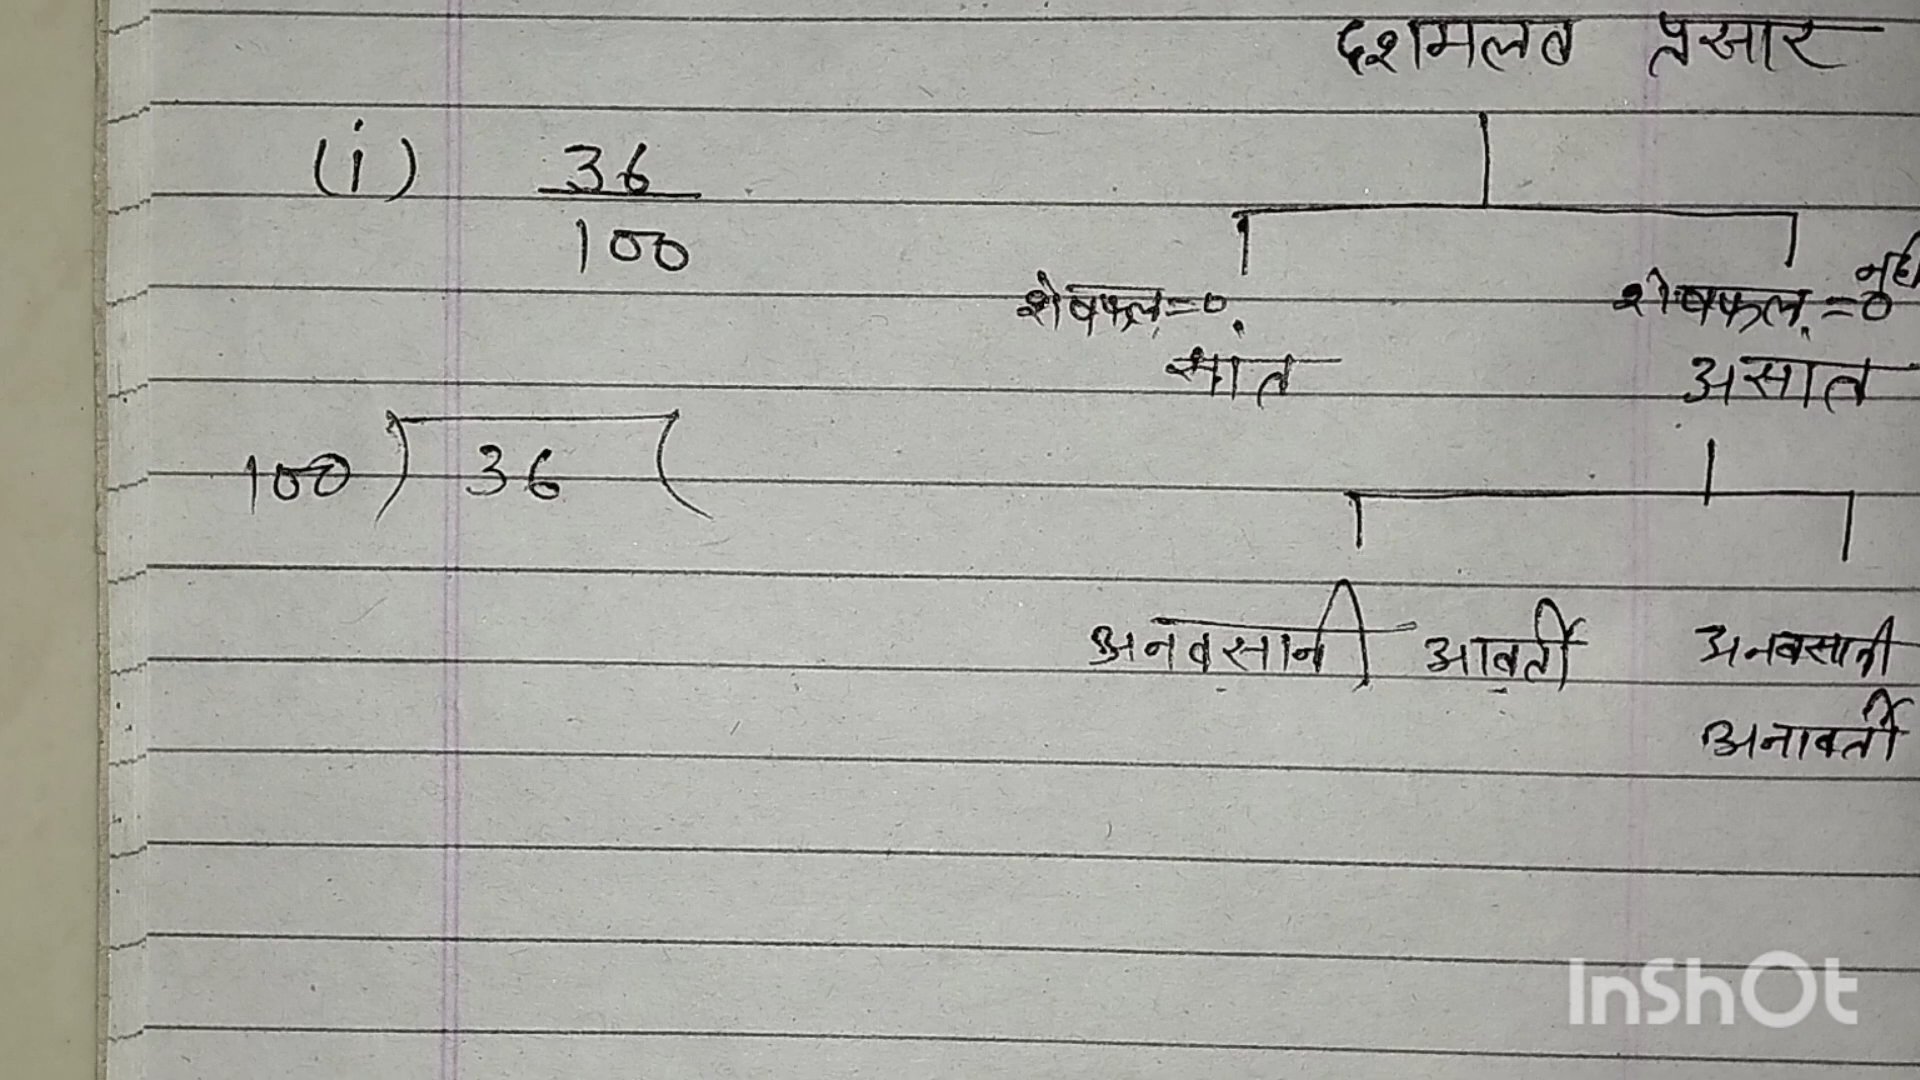 दशमलव प्रसार
(i) 36
100
शेषफल = 0
शेषफल = 0 नही
सांत
असांत
100 ) 36 (
अनवसानी आवर्ती
अनवसानी
अनावर्ती
InShOt